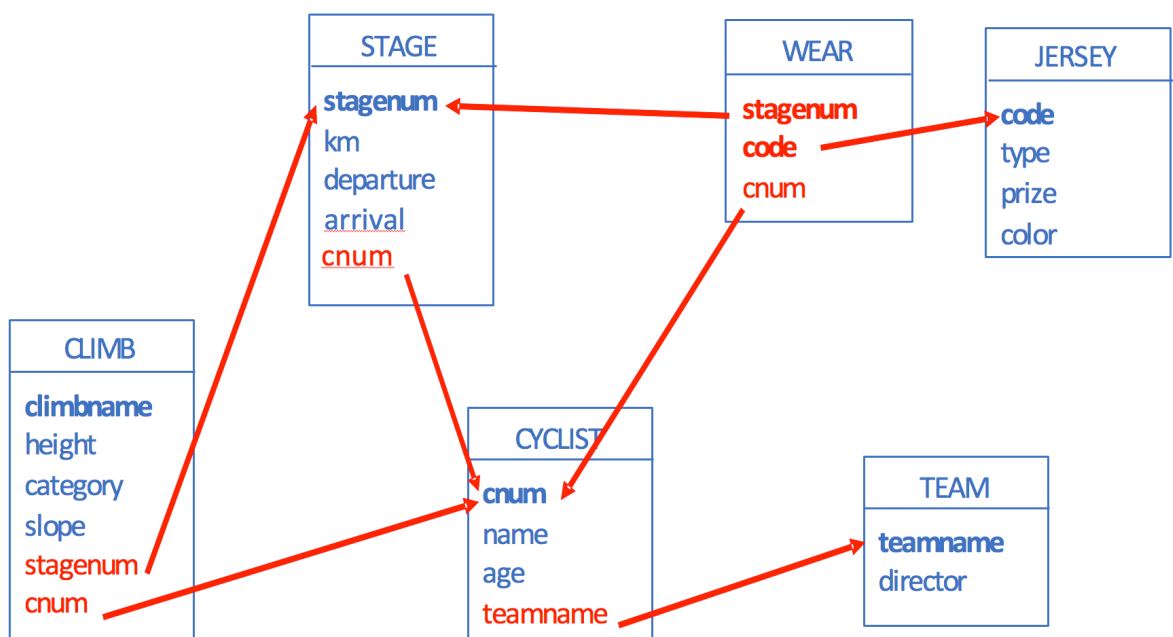 STAGE
stagenum
km
departure
arrival
cnum
WEAR
stagenum
code
cnum
JERSEY
code
type
prize
color
CLIMB
climbname
height
category
slope
stagenum
cnum
CYCLIST
cnum
name
age
teamname
TEAM
teamname
director